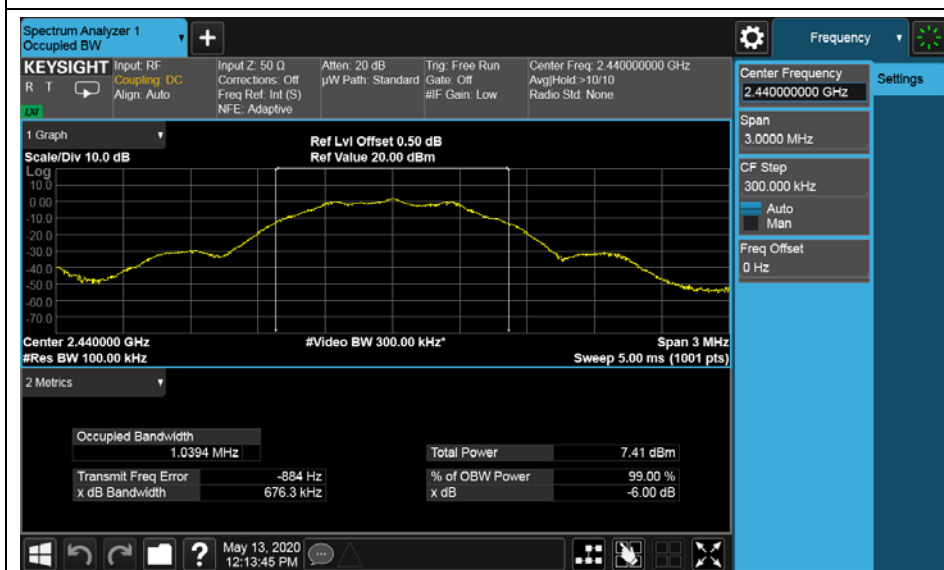 Spectrum Analyzer 1
Occupied BW
Frequency
KEYSIGHT
R T
LXI
Input: RF
Coupling: DC
Align: Auto
Input Z: 50 Ω
Corrections: Off
Freq Ref: Int (S)
NFE: Adaptive
Atten: 20 dB
µW Path: Standard
Trig: Free Run
Gate: Off
#IF Gain: Low
Center Freq: 2.440000000 GHz
Avg|Hold:>10/10
Radio Std: None
Center Frequency
2.440000000 GHz
Settings
Span
3.0000 MHz
CF Step
300.000 kHz
Auto
Man
Freq Offset
0 Hz
1 Graph
Scale/Div 10.0 dB
Ref Lvl Offset 0.50 dB
Ref Value 20.00 dBm
Log
10.0
0.00
-10.0
-20.0
-30.0
-40.0
-50.0
-60.0
-70.0
Center 2.440000 GHz
#Video BW 300.00 kHz*
Span 3 MHz
#Res BW 100.00 kHz
Sweep 5.00 ms (1001 pts)
2 Metrics
Occupied Bandwidth
1.0394 MHz
Total Power 7.41 dBm
Transmit Freq Error -884 Hz
% of OBW Power 99.00 %
x dB Bandwidth 676.3 kHz
x dB -6.00 dB
May 13, 2020
12:13:45 PM